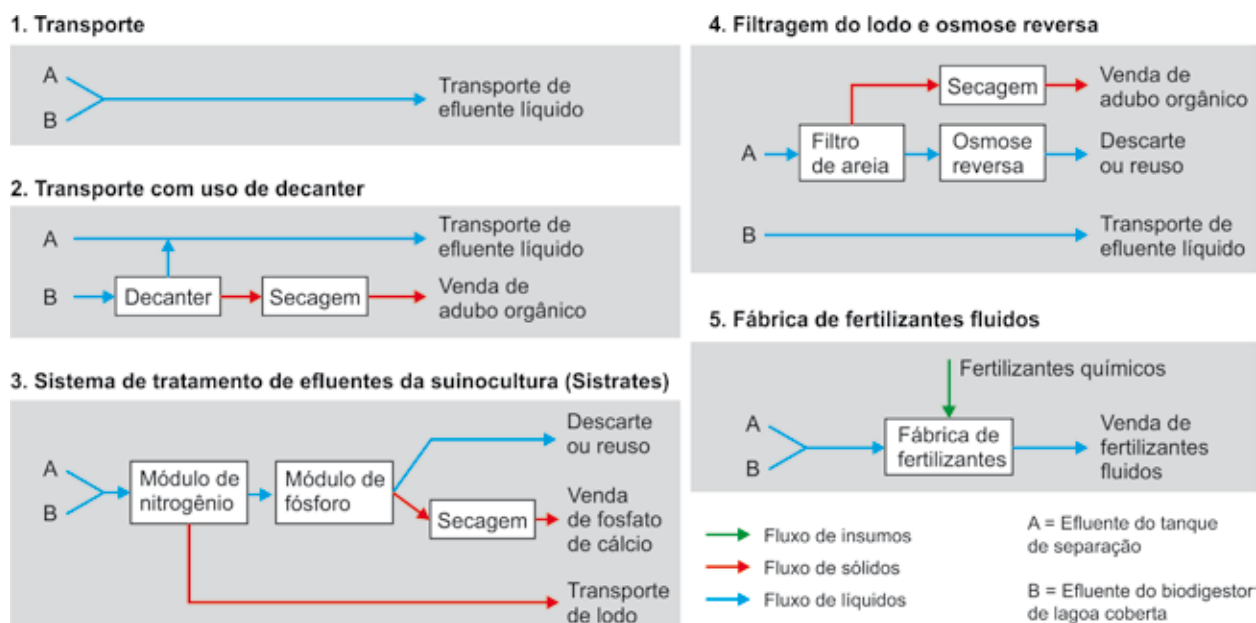 1. Transporte
A
B
Transporte de
efluente líquido
2. Transporte com uso de decanter
A
Transporte de
efluente líquido
B
Decanter
Secagem
Venda de
adubo orgânico
3. Sistema de tratamento de efluentes da suinocultura (Sistrates)
A
B
Módulo de
nitrogênio
Módulo de
fósforo
Descarte
ou reuso
Secagem
Venda
de fosfato
de cálcio
Transporte
de lodo
4. Filtragem do lodo e osmose reversa
A
Filtro
de areia
Secagem
Venda de
adubo orgânico
Osmose
reversa
Descarte
ou reuso
B
Transporte de
efluente líquido
5. Fábrica de fertilizantes fluidos
Fertilizantes químicos
A
B
Fábrica de
fertilizantes
Venda de
fertilizantes
fluidos
Fluxo de insumos
Fluxo de sólidos
Fluxo de líquidos
A = Efluente do tanque
de separação
B = Efluente do biodigestor
de lagoa coberta